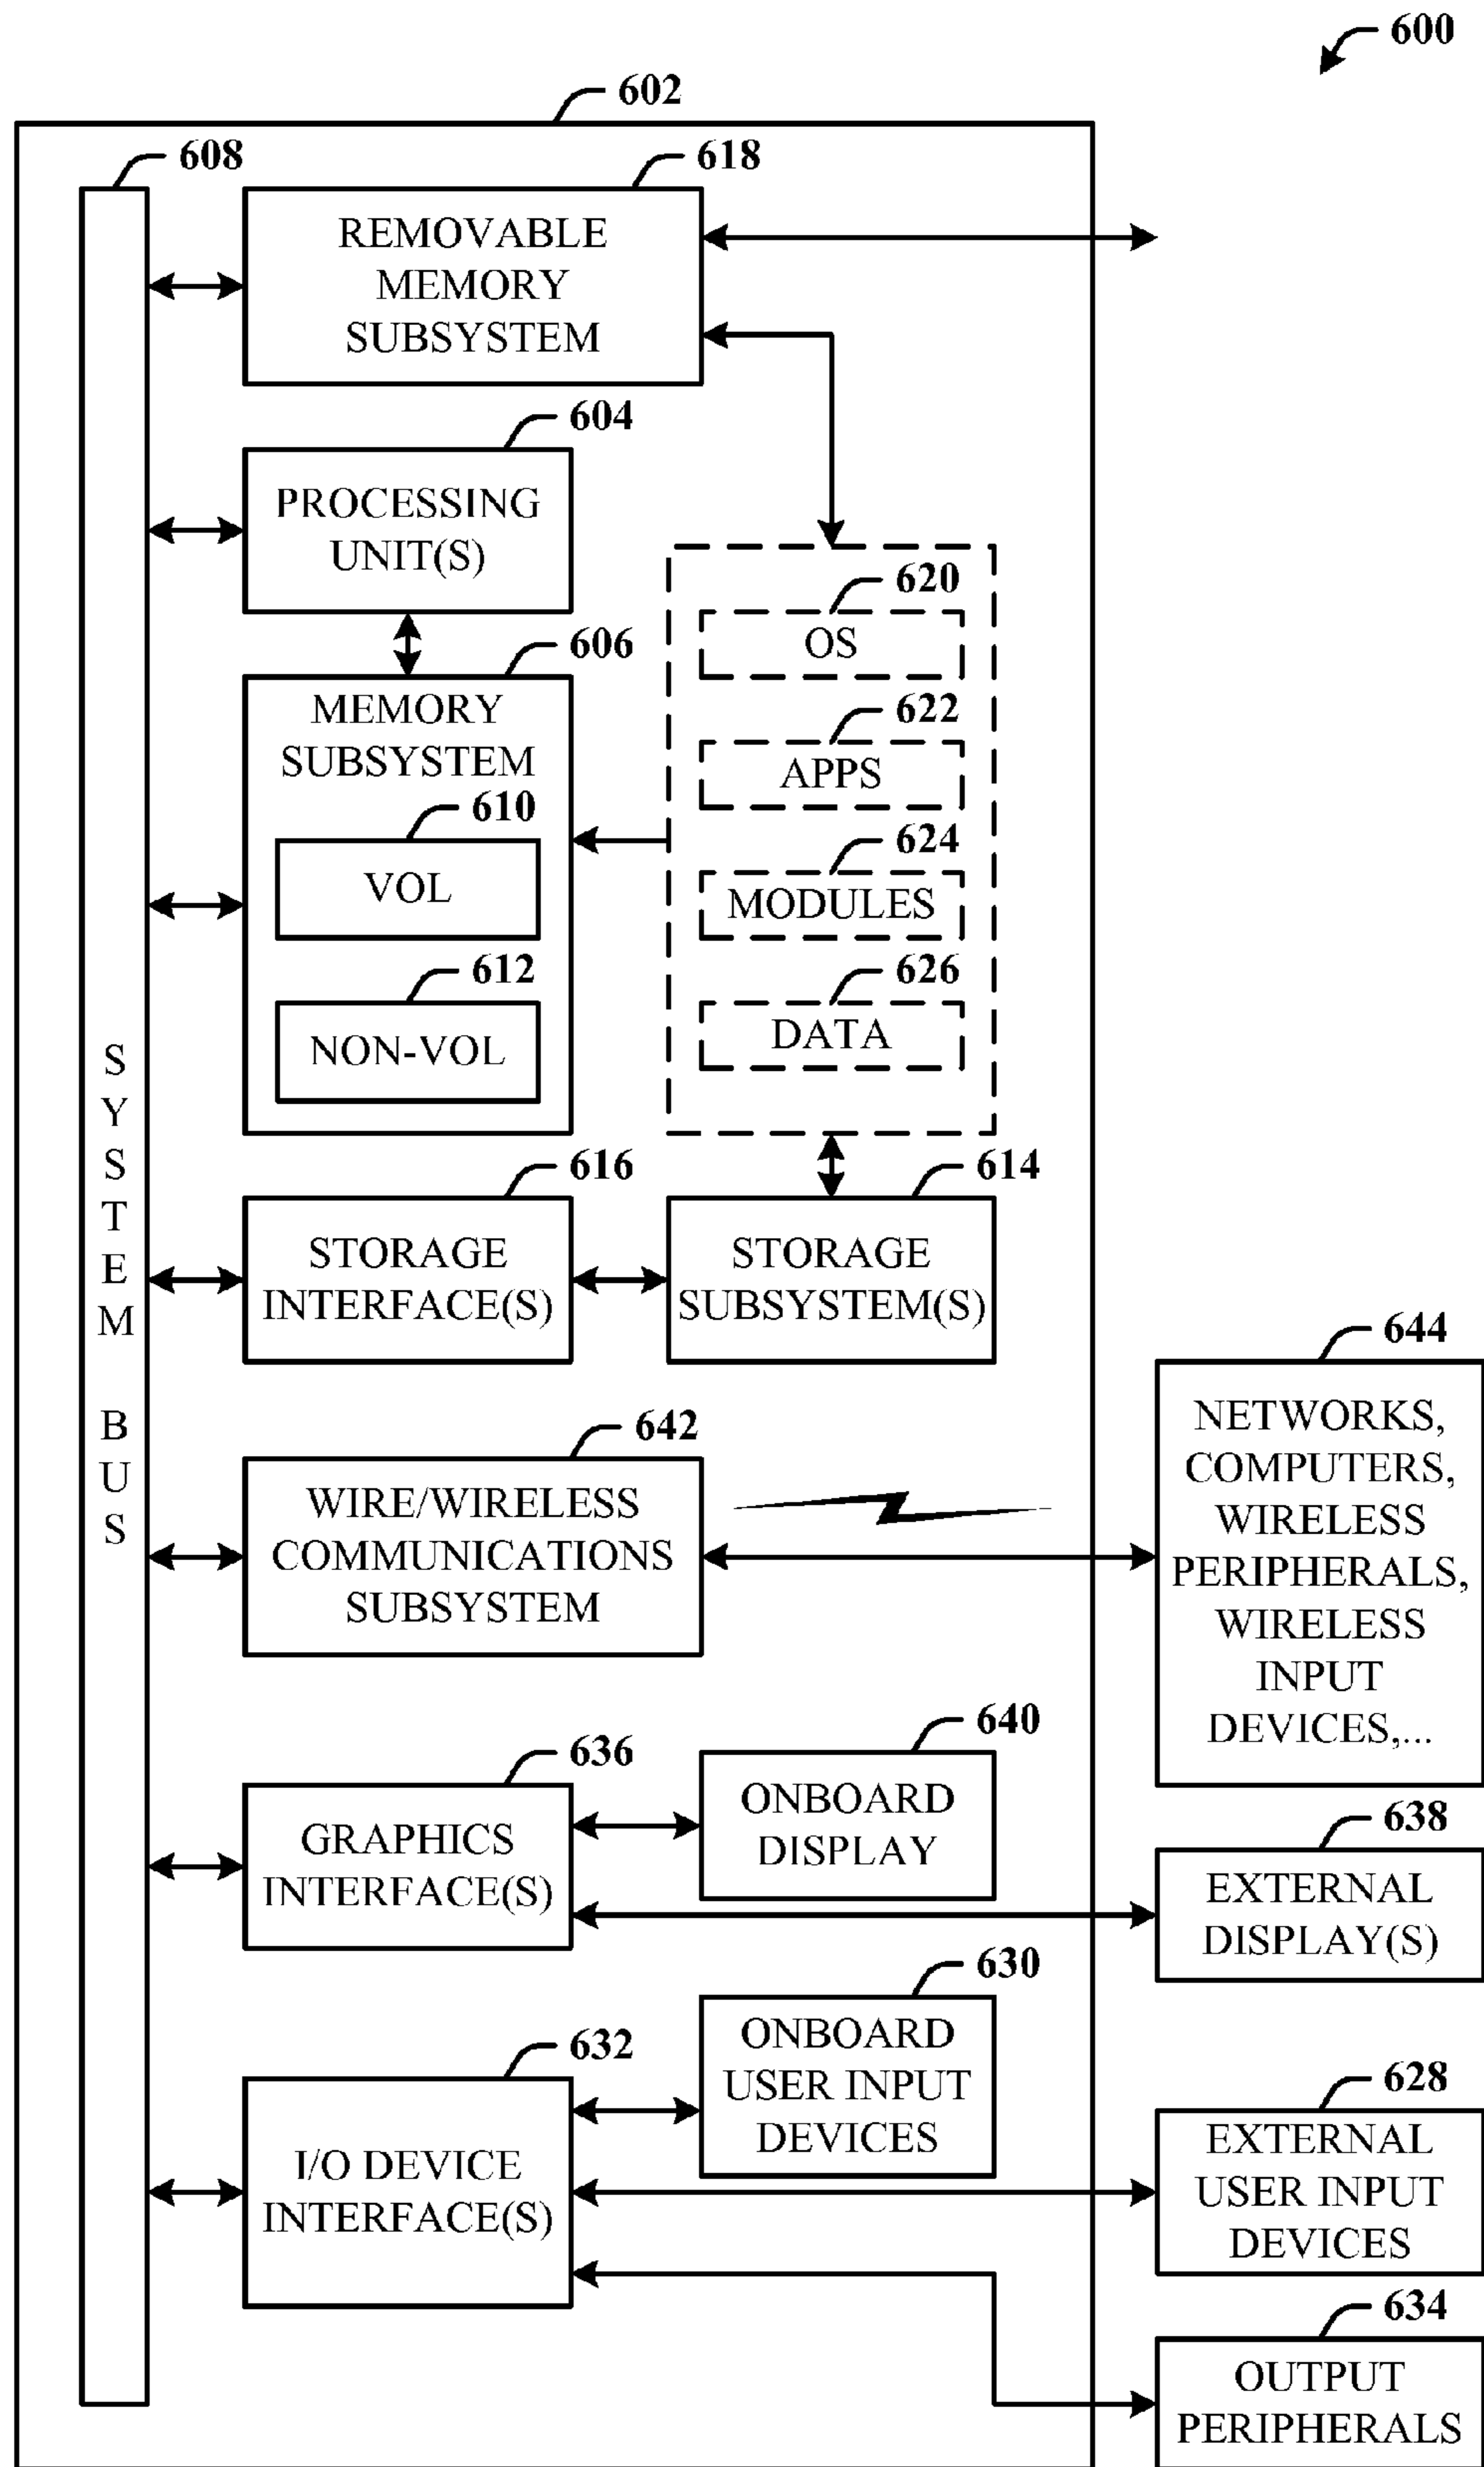 600
602
608
618
REMOVABLE
MEMORY
SUBSYSTEM
604
PROCESSING
UNIT(S)
606
MEMORY
SUBSYSTEM
610
VOL
612
NON-VOL
620
OS
622
APPS
624
MODULES
626
DATA
SYSTEM BUS
616
STORAGE
INTERFACE(S)
614
STORAGE
SUBSYSTEM(S)
642
WIRE/WIRELESS
COMMUNICATIONS
SUBSYSTEM
644
NETWORKS,
COMPUTERS,
WIRELESS
PERIPHERALS,
WIRELESS
INPUT
DEVICES,...
636
GRAPHICS
INTERFACE(S)
640
ONBOARD
DISPLAY
638
EXTERNAL
DISPLAY(S)
632
I/O DEVICE
INTERFACE(S)
630
ONBOARD
USER INPUT
DEVICES
628
EXTERNAL
USER INPUT
DEVICES
634
OUTPUT
PERIPHERALS